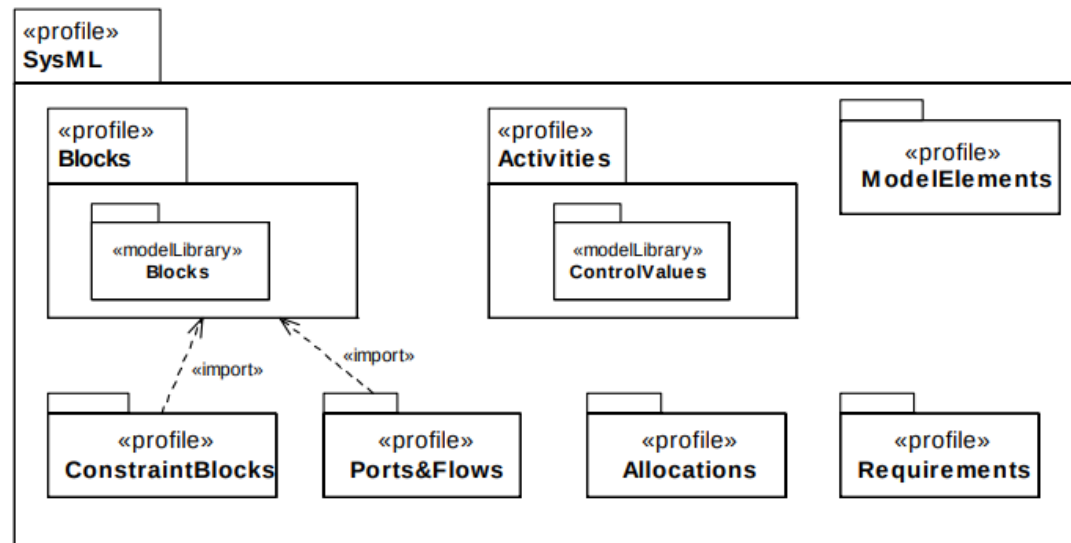 «profile»
SysML
«profile»
Blocks
«modelLibrary»
Blocks
«profile»
Activities
«modelLibrary»
ControlValues
«profile»
ModelElements
«import»
«import»
«profile»
ConstraintBlocks
«profile»
Ports&Flows
«profile»
Allocations
«profile»
Requirements